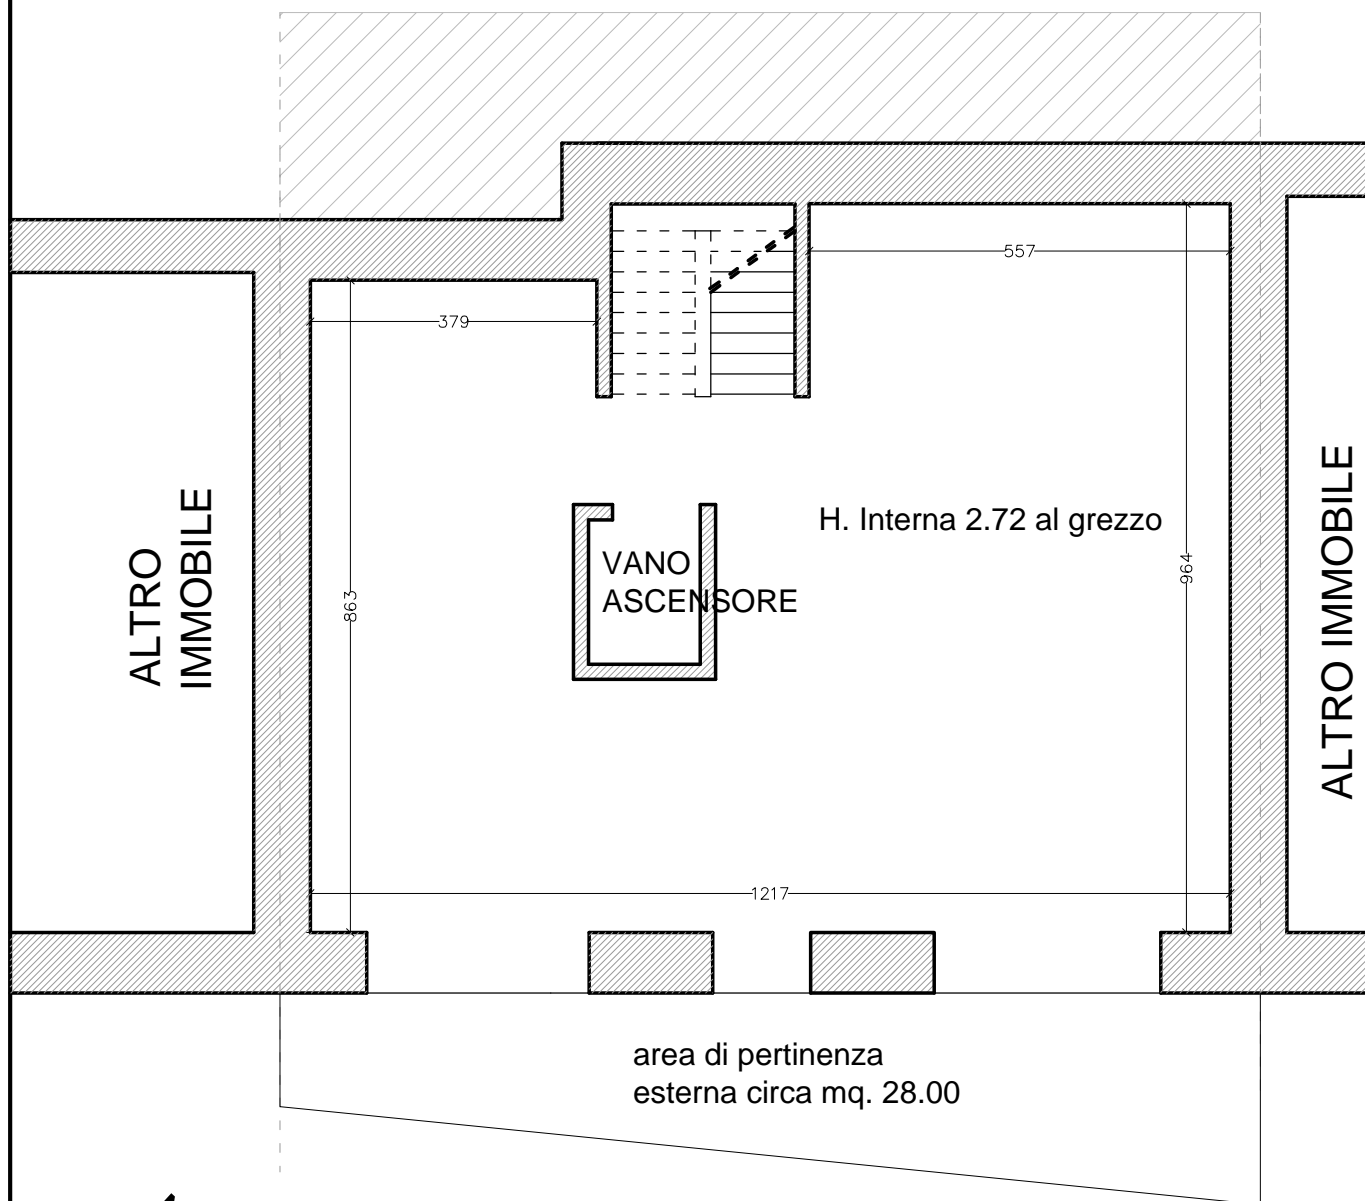 557
379
H. Interna 2.72 al grezzo
VANO
ASCENSORE
ALTRO
IMMOBILE
863
964
ALTRO IMMOBILE
1217
area di pertinenza
esterna circa mq. 28.00